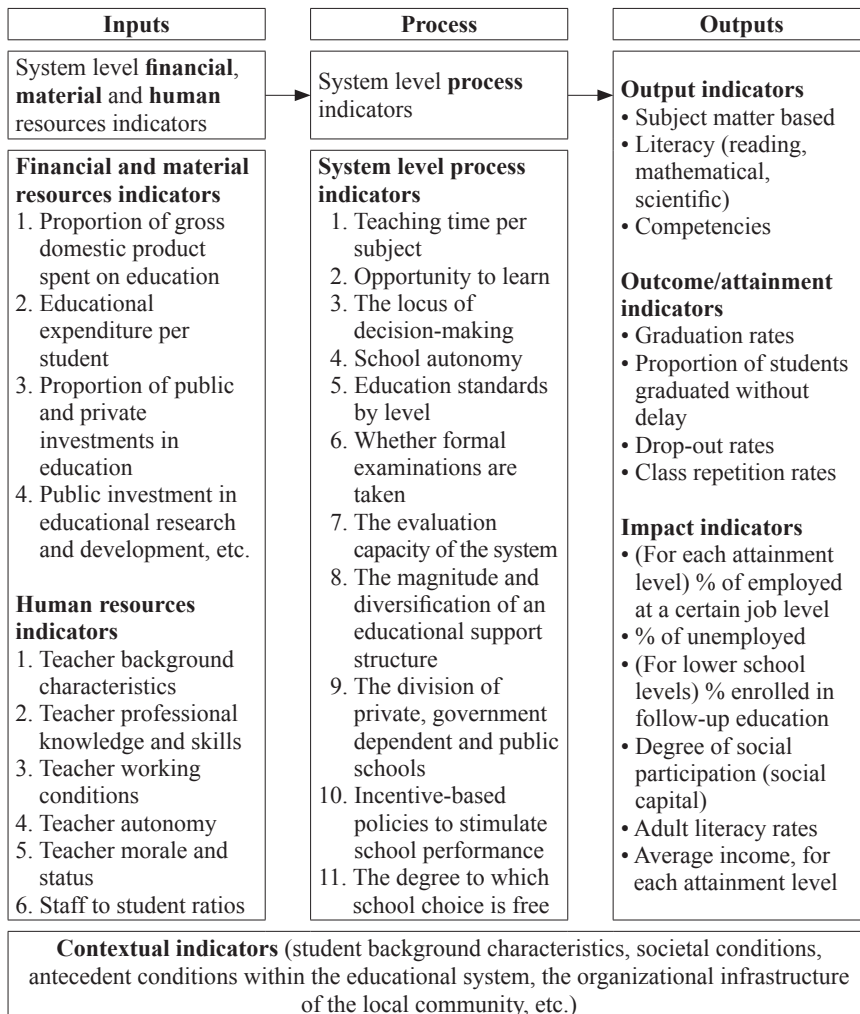 Inputs
System level financial,
material and human
resources indicators
Financial and material
resources indicators
1. Proportion of gross
domestic product
spent on education
2. Educational
expenditure per
student
3. Proportion of public
and private
investments in
education
4. Public investment in
educational research
and development, etc.
Human resources
indicators
1. Teacher background
characteristics
2. Teacher professional
knowledge and skills
3. Teacher working
conditions
4. Teacher autonomy
5. Teacher morale and
status
6. Staff to student ratios
Process
System level process
indicators
System level process
indicators
1. Teaching time per
subject
2. Opportunity to learn
3. The locus of
decision-making
4. School autonomy
5. Education standards
by level
6. Whether formal
examinations are
taken
7. The evaluation
capacity of the system
8. The magnitude and
diversification of an
educational support
structure
9. The division of
private, government
dependent and public
schools
10. Incentive-based
policies to stimulate
school performance
11. The degree to which
school choice is free
Outputs
Output indicators
• Subject matter based
• Literacy (reading,
mathematical,
scientific)
• Competencies
Outcome/attainment
indicators
• Graduation rates
• Proportion of students
graduated without
delay
• Drop-out rates
• Class repetition rates
Impact indicators
• (For each attainment
level) % of employed
at a certain job level
• % of unemployed
• (For lower school
levels) % enrolled in
follow-up education
• Degree of social
participation (social
capital)
• Adult literacy rates
• Average income, for
each attainment level
Contextual indicators (student background characteristics, societal conditions,
antecedent conditions within the educational system, the organizational infrastructure
of the local community, etc.)